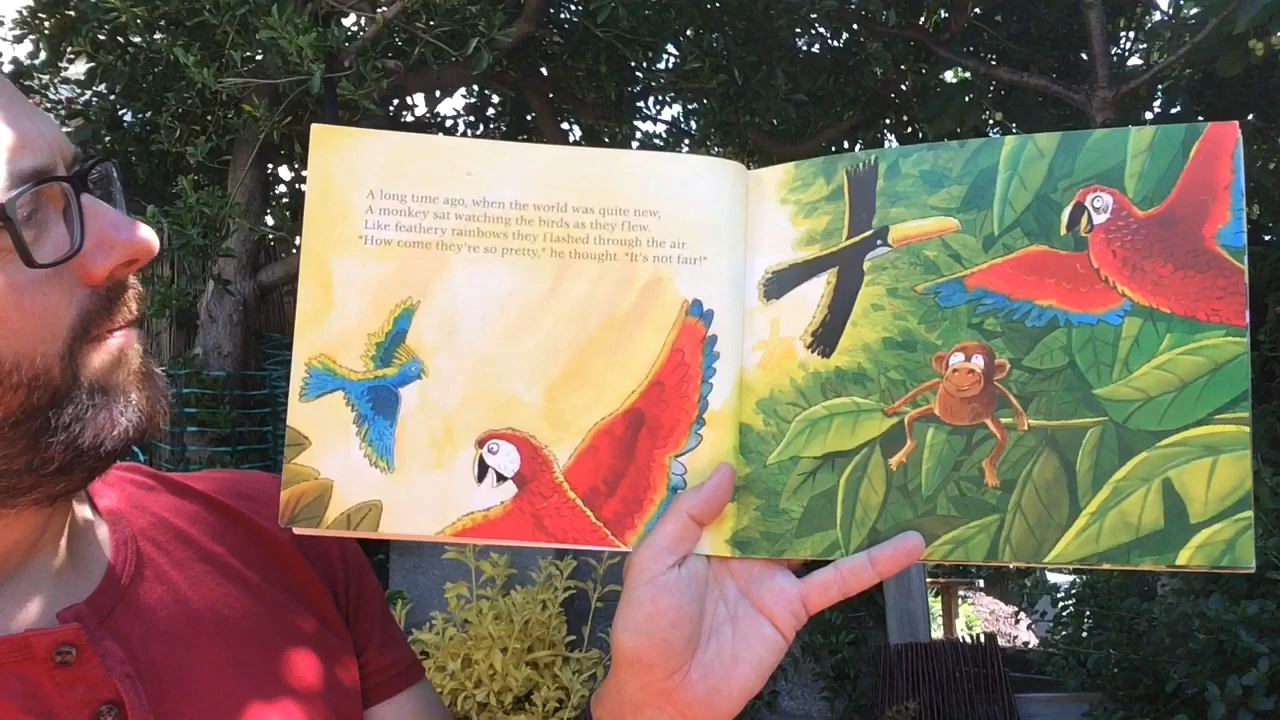 A long time ago, when the world was quite new,
A monkey sat watching the birds as they flew.
Like feathery rainbows they flashed through the air
"How come they're so pretty," he thought. "It's not fair!"